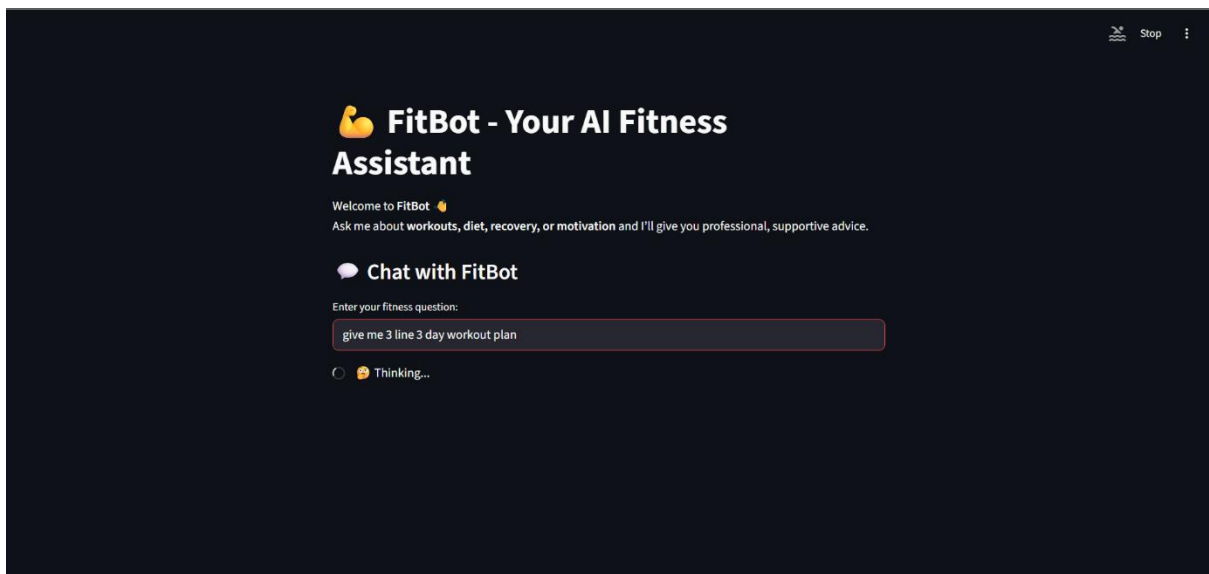 Stop
💪 FitBot - Your AI Fitness
Assistant
Welcome to FitBot 👋
Ask me about workouts, diet, recovery, or motivation and I'll give you professional, supportive advice.
💬 Chat with FitBot
Enter your fitness question:
give me 3 line 3 day workout plan
🤔 Thinking...